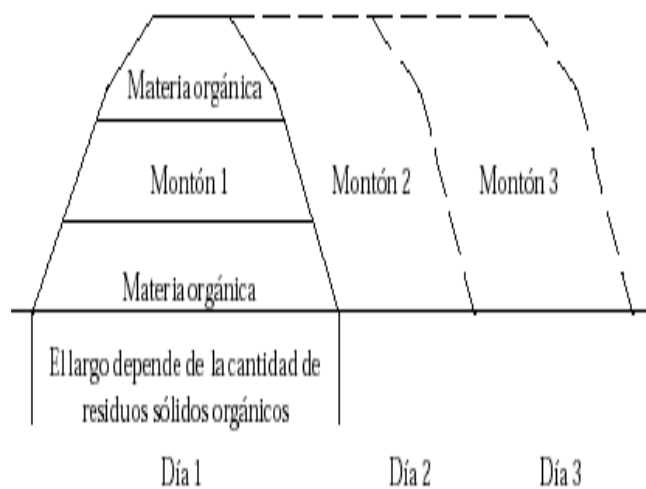 Materia orgánica
Montón 1
Montón 2
Montón 3
Materia orgánica
El largo depende de la cantidad de
residuos sólidos orgánicos
Día 1
Día 2
Día 3